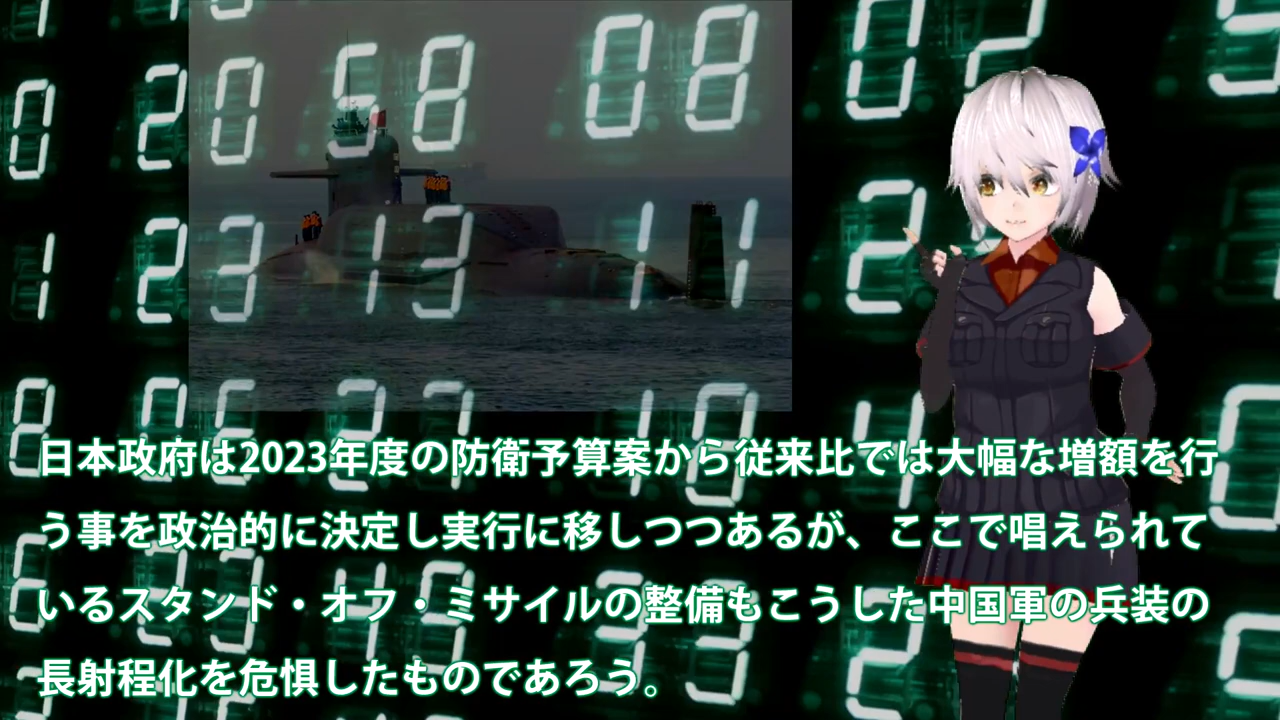 日本政府は2023年度の防衛予算案から従来比では大幅な増額を行
う事を政治的に決定し実行に移しつつあるが、ここで唱えられて
いるスタンド・オフ・ミサイルの整備もこうした中国軍の兵装の
長射程化を危惧したものであろう。